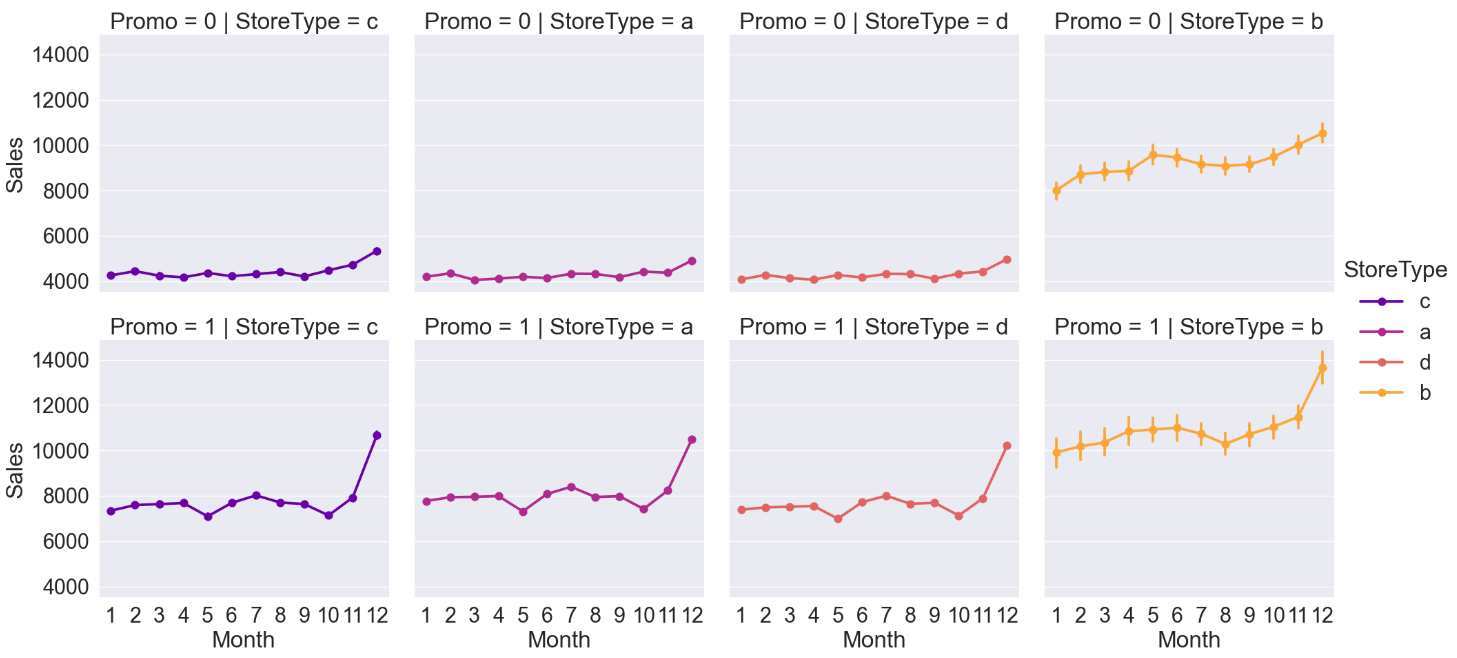 Promo = 0 | StoreType = c
Promo = 0 | StoreType = a
Promo = 0 | StoreType = d
Promo = 0 | StoreType = b
14000
12000
10000
8000
6000
4000
Sales
Promo = 1 | StoreType = c
Promo = 1 | StoreType = a
Promo = 1 | StoreType = d
Promo = 1 | StoreType = b
14000
12000
10000
8000
6000
4000
Sales
1 2 3 4 5 6 7 8 9 10 11 12
Month
1 2 3 4 5 6 7 8 9 10 11 12
Month
1 2 3 4 5 6 7 8 9 10 11 12
Month
1 2 3 4 5 6 7 8 9 10 11 12
Month
StoreType
c
a
d
b